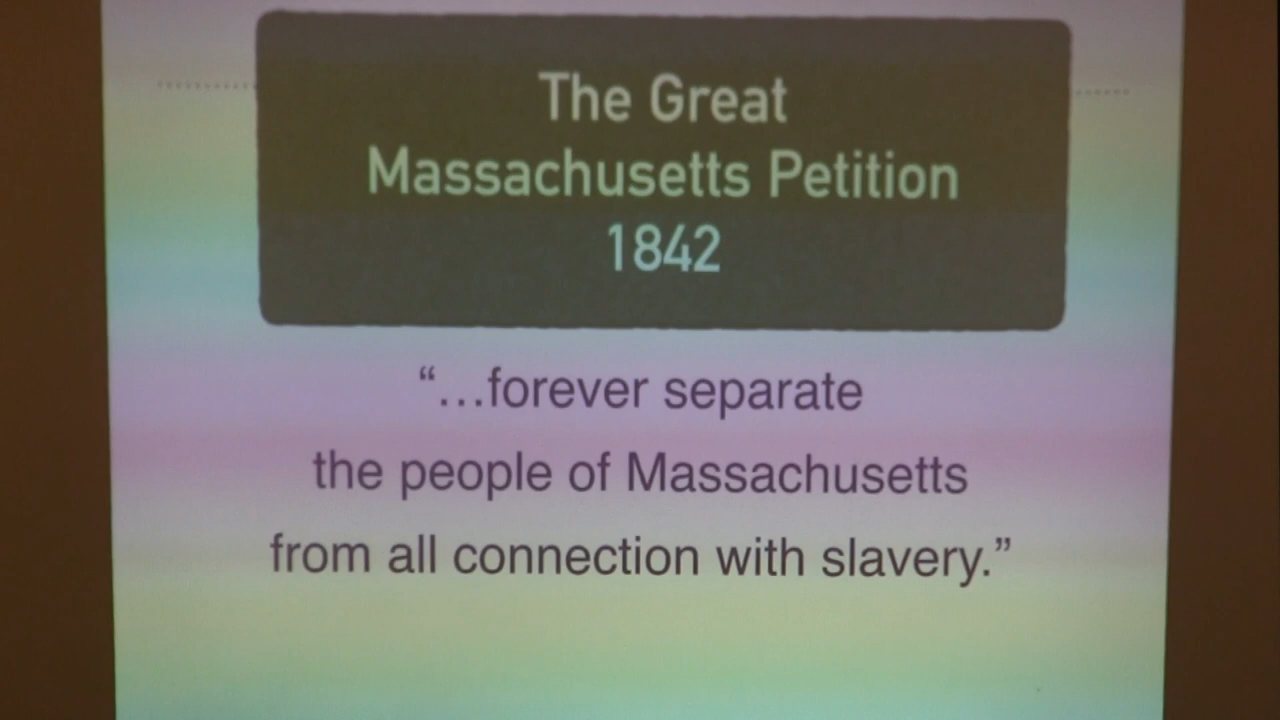 The Great
Massachusetts Petition
1842
“...forever separate
the people of Massachusetts
from all connection with slavery.”